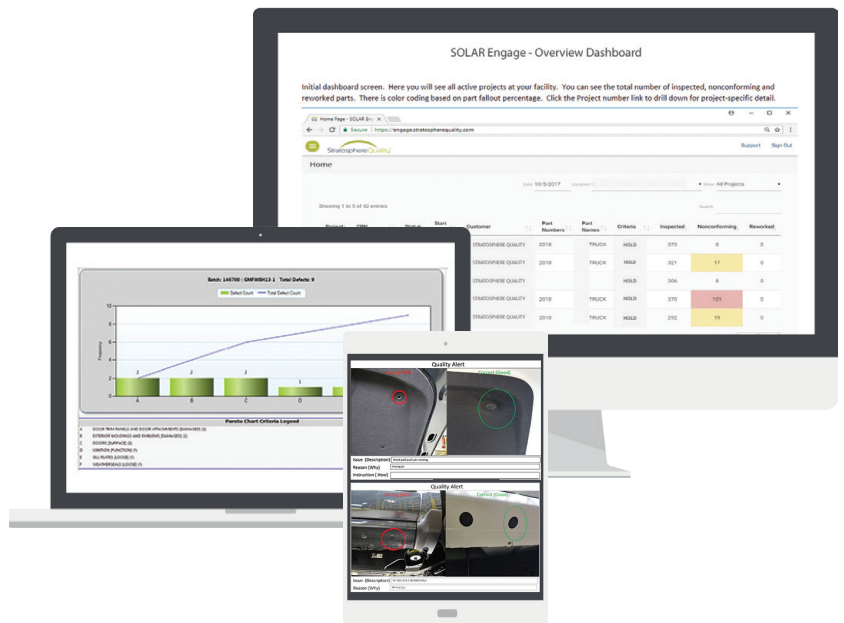 SOLAR Engage - Overview Dashboard
Initial dashboard screen. Here you will see all active projects at your facility. You can see the total number of inspected, nonconforming and
reworked parts. There is color coding based on part fallout percentage. Click the Project number link to drill down for project-specific detail.
Home Page - SOLAR En
Secure https://engage.stratospherequality.com
StratosphereQuality
Support Sign Out
Home
Date 10/5/2017 Location Show All Projects
Showing 1 to 5 of 42 entries
Search
Start
Status Customer Part Numbers Part Names Criteria Inspected Nonconforming Reworked
STRATOSPHERE QUALITY 2018 TRUCK HOLD 373 0 0
STRATOSPHERE QUALITY 2018 TRUCK HOLD 321 17 0
STRATOSPHERE QUALITY HOLD 306 0
STRATOSPHERE QUALITY 2018 TRUCK HOLD 370 101 0
STRATOSPHERE QUALITY 2018 TRUCK HOLD 292 19 0
Batch: 148700 : GMFWBH13-1 Total Defects: 9
Defect Count Total Defect Count
Frequency
10
8
6
4
2
0
2 2 2 1
A B C D
Pareto Chart Criteria Legend
A DOOR TRIM PANELS AND DOOR ATTACHMENTS [DAMAGED] (2)
B EXTERIOR MOLDINGS AND EMBLEMS [DAMAGED] (2)
C DOORS [SURFACE] (2)
D IGNITION [FUNCTION] (1)
E SILL PLATES [LOOSE] (1)
F WEATHERSEALS [LOOSE] (1)
Quality Alert
Correct (Good)
Issue (Description)
Reason (Why)
Instruction (How)
Quality Alert
Correct (Good)
Issue (Description)
Reason (Why)